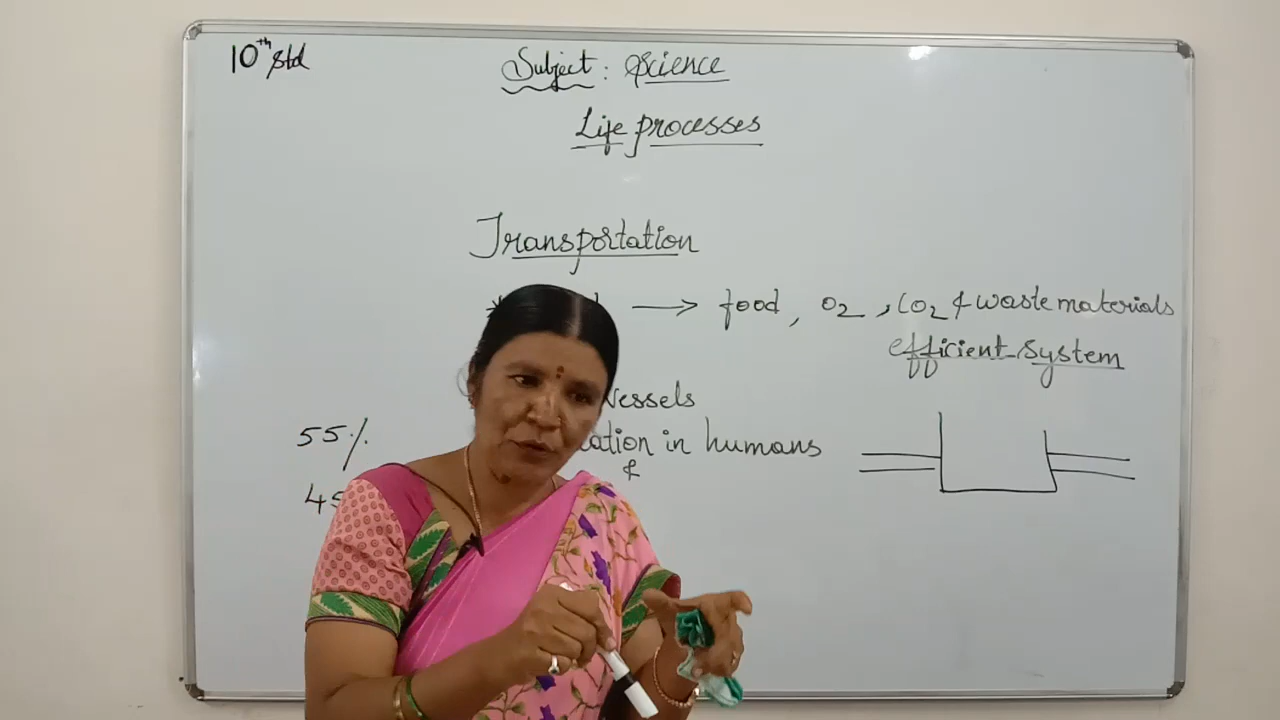 10th std
Subject : Science
Life processes
Transportation
→ food, O2, CO2 & waste materials
efficient system
Vessels
55%
in humans
&